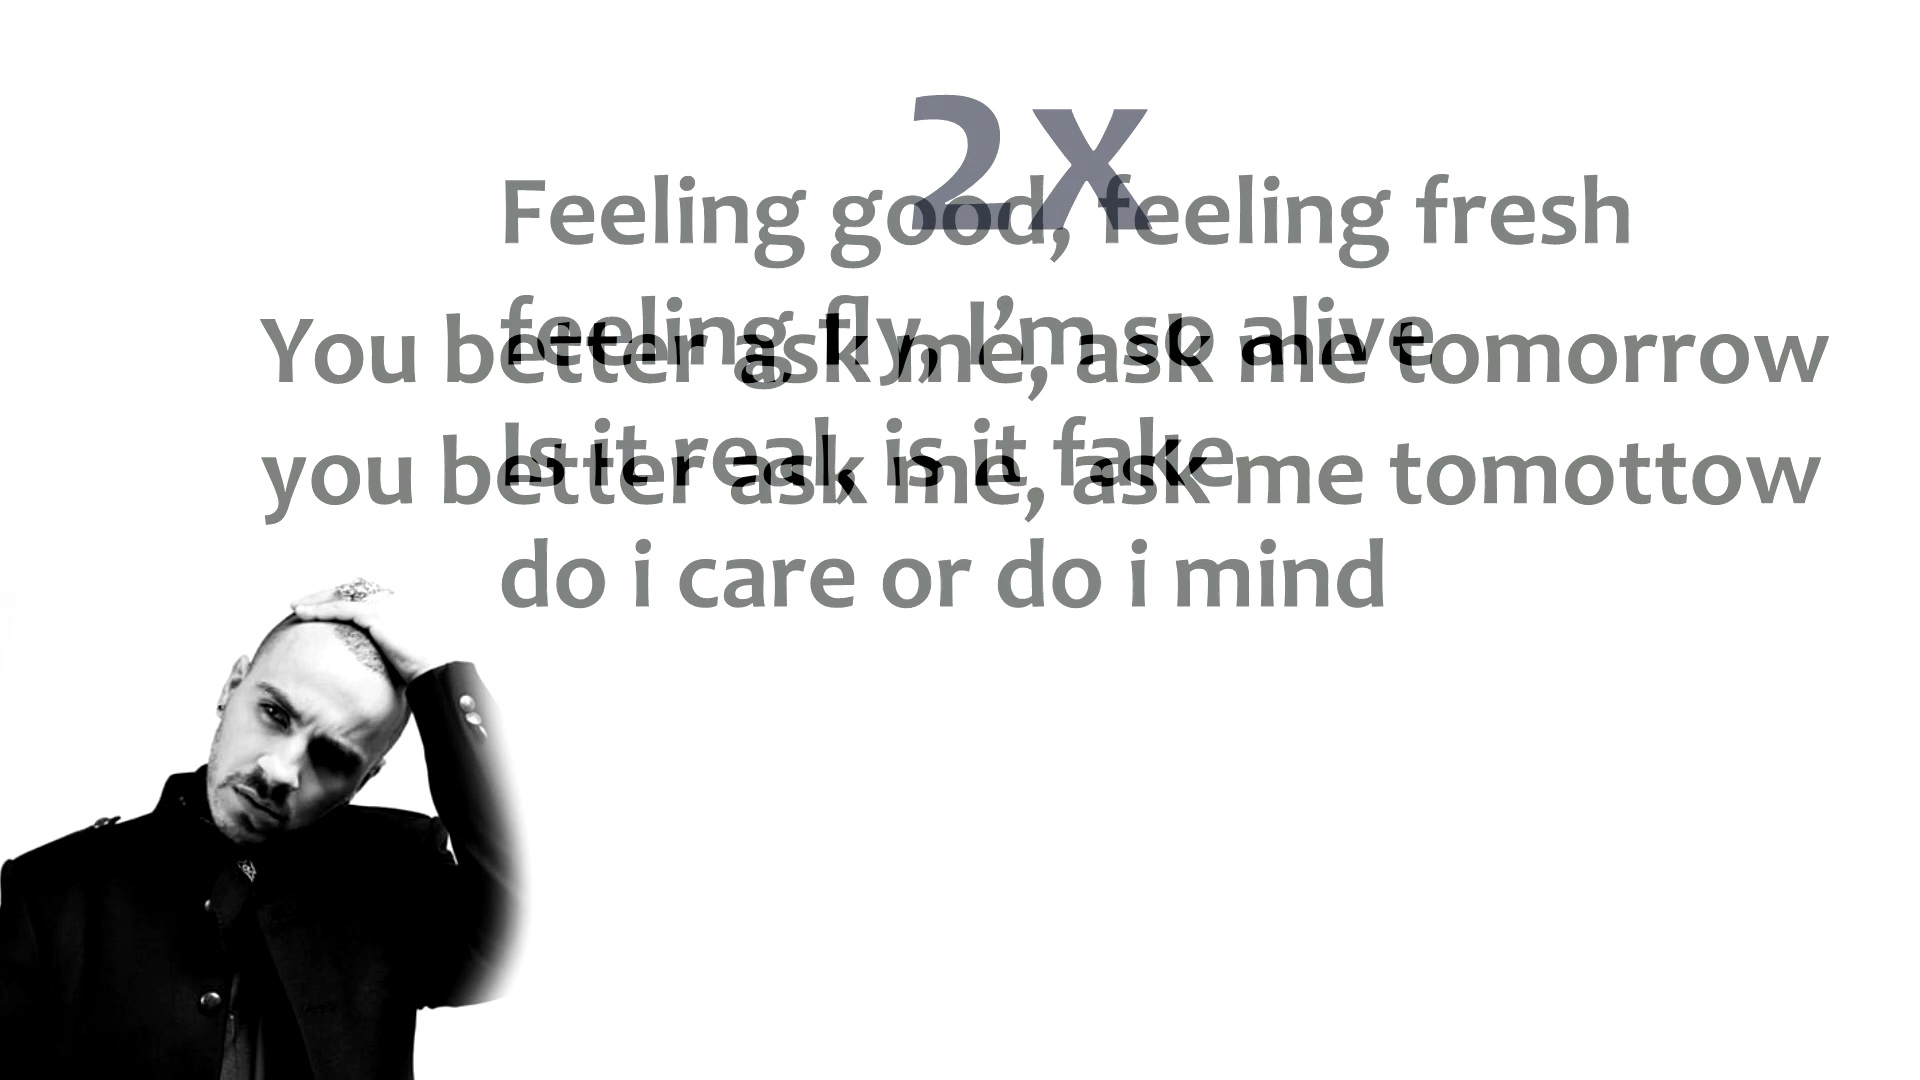 2X
Feeling good, feeling fresh
feeling fly, I’m so alive
You better ask me, ask me tomorrow
Is it real, is it fake
you better ask me, ask me tomottow
do i care or do i mind